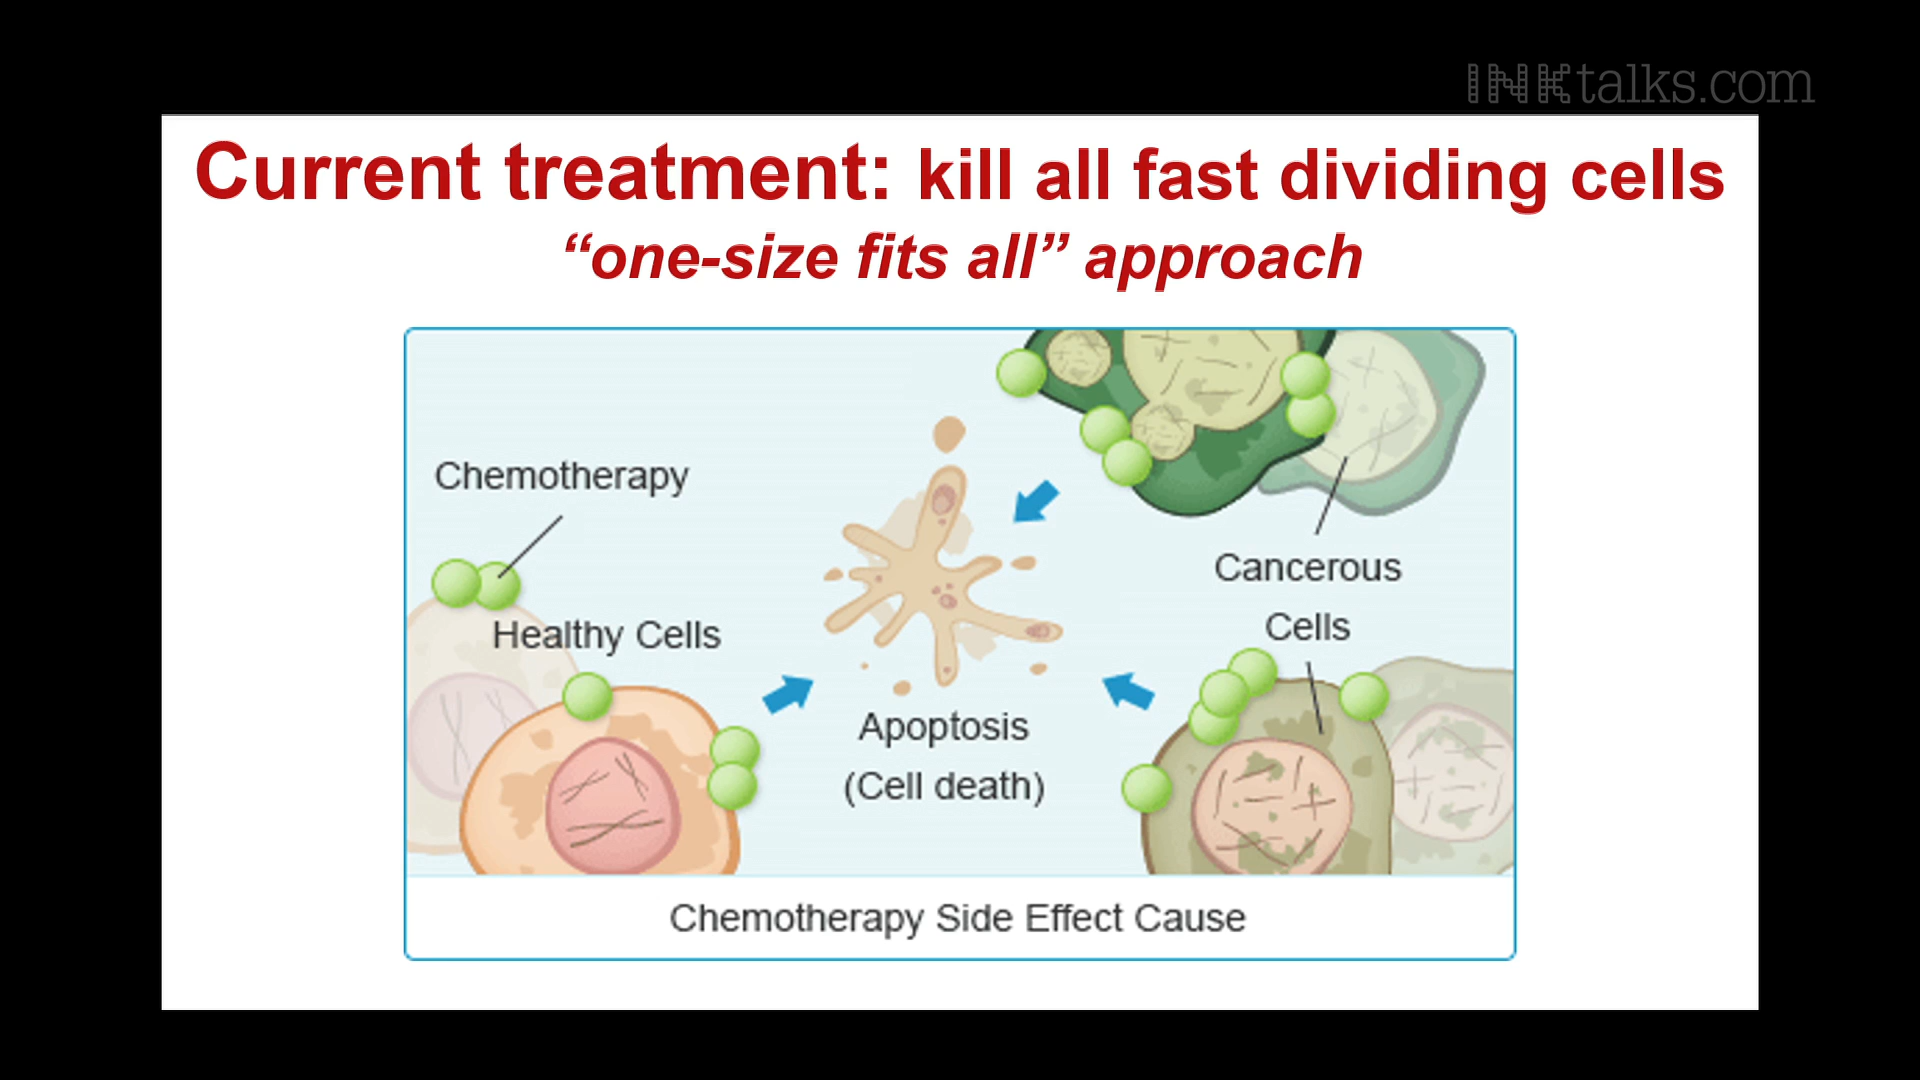 INKtalks.com
Current treatment: kill all fast dividing cells
“one-size fits all” approach
Chemotherapy
Healthy Cells
Apoptosis
(Cell death)
Cancerous
Cells
Chemotherapy Side Effect Cause